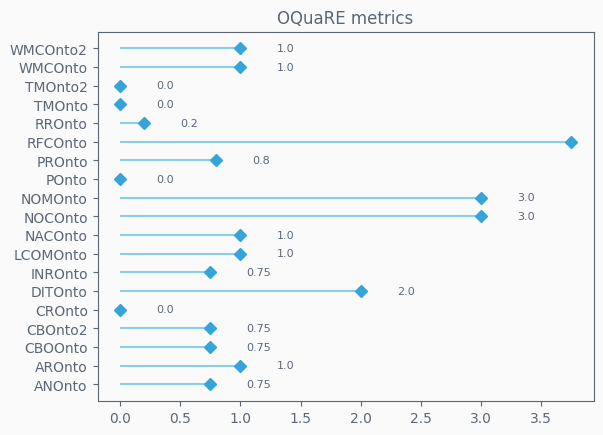 OQuaRE metrics
WMCOnto2 1.0
WMCOnto 1.0
TMOnto2 0.0
TMOnto 0.0
RROnto 0.2
RFCOnto
PROnto 0.8
POnto 0.0
NOMOnto 3.0
NOCOnto 3.0
NACOnto 1.0
LCOMOnto 1.0
INROnto 0.75
DITOnto 2.0
CROnto 0.0
CBOnto2 0.75
CBOOnto 0.75
AROnto 1.0
ANOnto 0.75
0.0 0.5 1.0 1.5 2.0 2.5 3.0 3.5